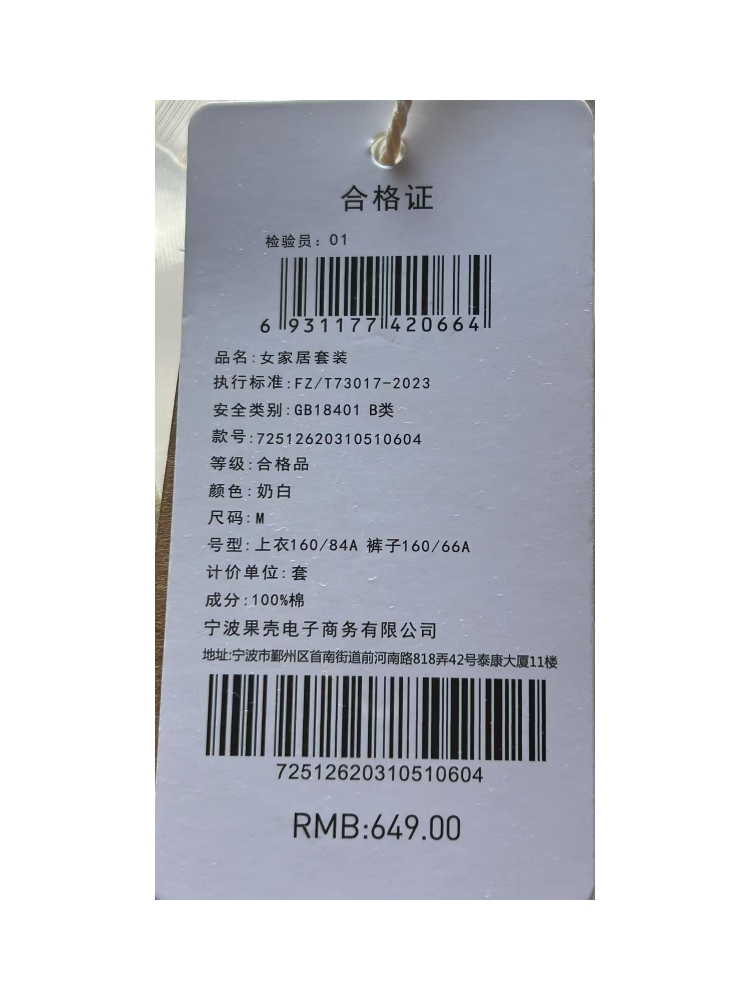 合格证
检验员：01
6 931177 420664
品名:女家居套装
执行标准:FZ/T73017-2023
安全类别:GB18401 B类
款号:72512620310510604
等级:合格品
颜色:奶白
尺码:M
号型:上衣160/84A 裤子160/66A
计价单位:套
成分:100%棉
宁波果壳电子商务有限公司
地址:宁波市鄞州区首南街道前河南路818弄42号泰康大厦11楼
72512620310510604
RMB:649.00